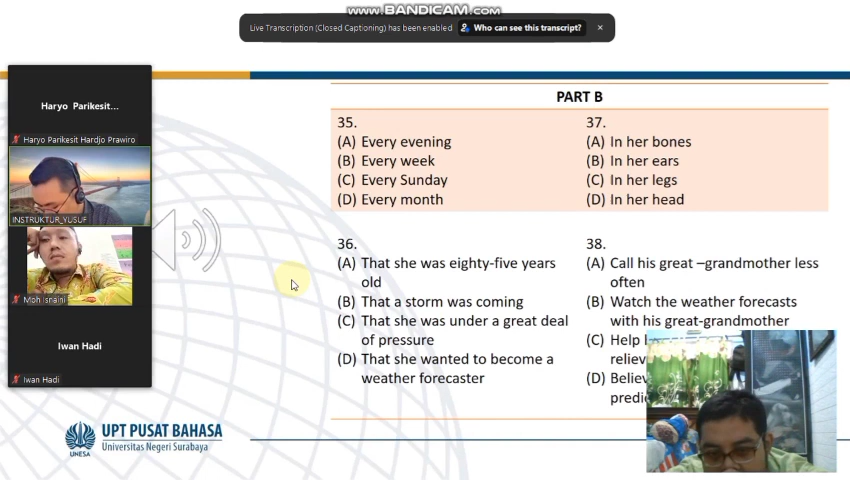 WWW.BANDICAM.COM
Live Transcription (Closed Captioning) has been enabled
Who can see this transcript?
Haryo Parikesit...
Haryo Parikesit Hardjo Prawiro
INSTRUKTUR_YUSUF
Moh Isnaini
Iwan Hadi
Iwan Hadi
PART B
35.
(A) Every evening
(B) Every week
(C) Every Sunday
(D) Every month
37.
(A) In her bones
(B) In her ears
(C) In her legs
(D) In her head
36.
(A) That she was eighty-five years
old
(B) That a storm was coming
(C) That she was under a great deal
of pressure
(D) That she wanted to become a
weather forecaster
38.
(A) Call his great –grandmother less
often
(B) Watch the weather forecasts
with his great-grandmother
(C) Help
(D)
UNESA
UPT PUSAT BAHASA
Universitas Negeri Surabaya